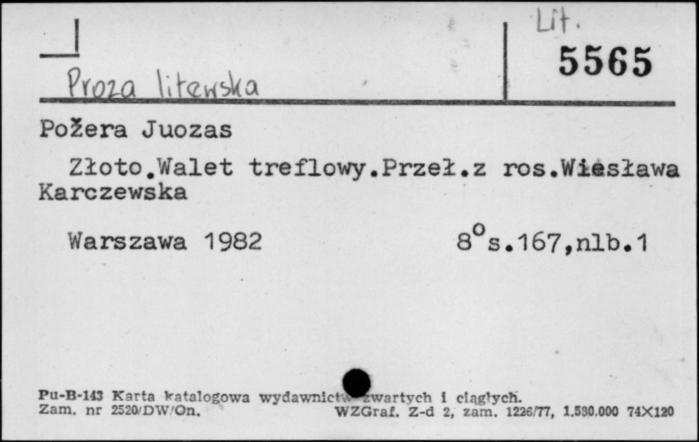 Lit.
5565
Proza litewska
Požera Juozas
Złoto.Walet treflowy.Przeł.z ros.Wiesława
Karczewska
Warszawa 1982 8°s.167,nlb.1
Pu-B-143 Karta katalogowa wydawnictw zwartych i ciągłych.
Zam. nr 2520/DW/On. WZGraf. Z-d 2, zam. 1226/77, 1.530.000 74X120